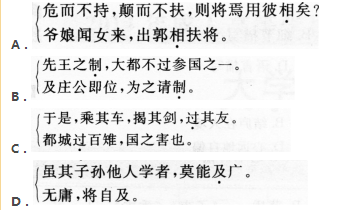 危而不持，颠而不扶，则将焉用彼相矣？
A．爷娘闻女来，出郭相扶将。
先王之制，大都不过参国之一。
B．及庄公即位，为之请制。
于是，乘其车，揭其剑，过其友。
C．都城过百雉，国之害也。
虽其子孙他人学者，莫能及广。
D．无庸，将自及。